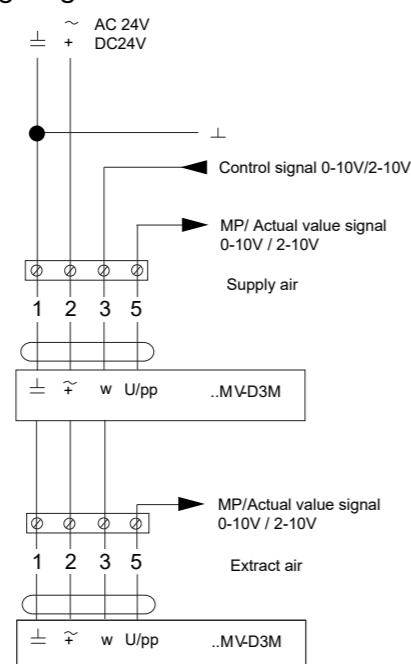 ~ AC 24V
⊥ + DC24V
⊥
Control signal 0-10V/2-10V
MP/ Actual value signal
0-10V / 2-10V
Supply air
1 2 3 5
⊥ ~ + w U/pp ..MV-D3M
MP/Actual value signal
0-10V / 2-10V
1 2 3 5
Extract air
⊥ ~ + w U/pp ..MV-D3M